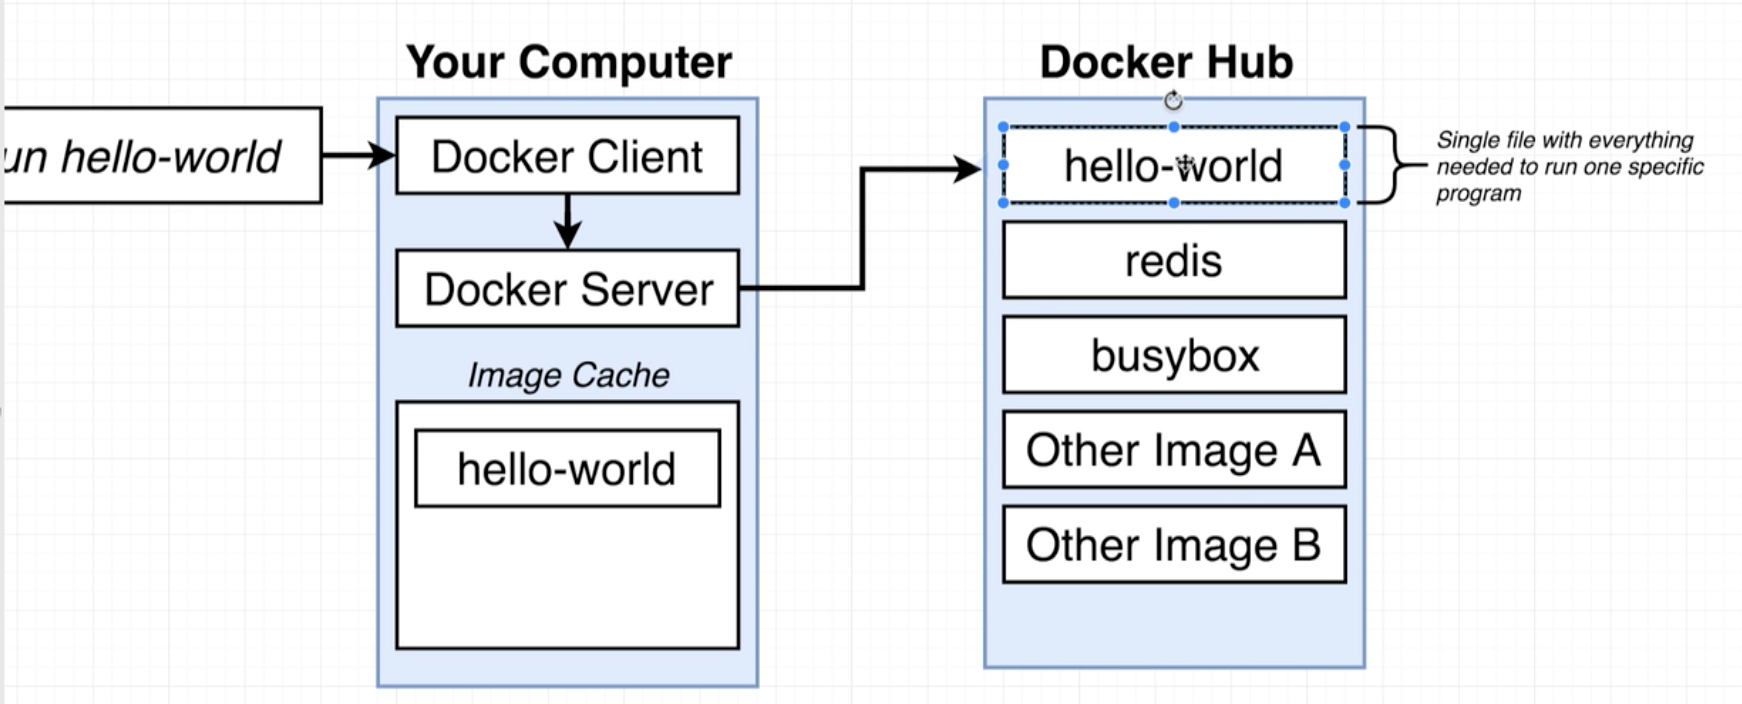 Your Computer
Docker Hub
un hello-world
Docker Client
Docker Server
Image Cache
hello-world
hello-world
redis
busybox
Other Image A
Other Image B
Single file with everything
needed to run one specific
program